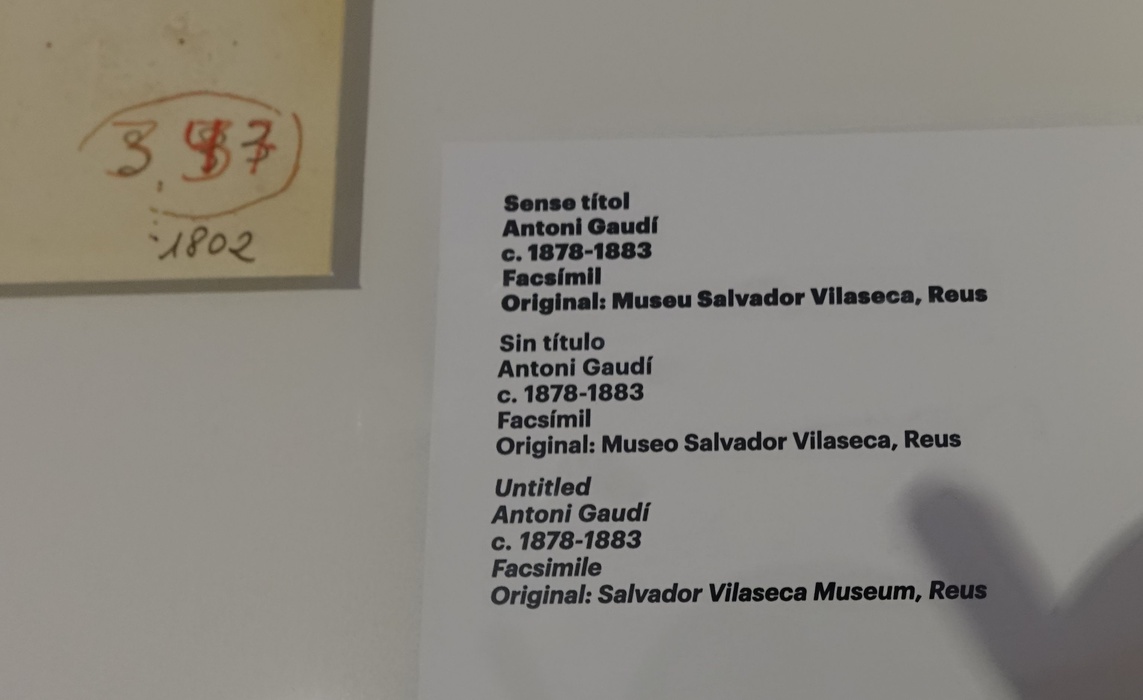 1802
Sense títol
Antoni Gaudí
c. 1878-1883
Facsímil
Original: Museu Salvador Vilaseca, Reus
Sin título
Antoni Gaudí
c. 1878-1883
Facsímil
Original: Museo Salvador Vilaseca, Reus
Untitled
Antoni Gaudí
c. 1878-1883
Facsimile
Original: Salvador Vilaseca Museum, Reus